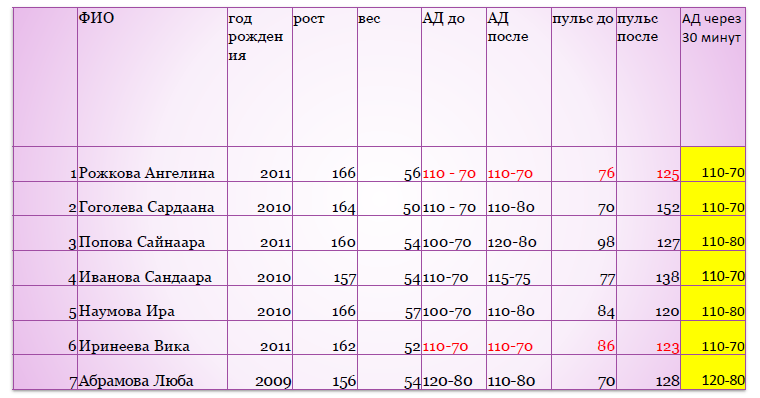 ФИО год рожден ия рост вес АД до АД после пульс до пульс после АД через 30 минут
1 Рожкова Ангелина 2011 166 56 110 - 70 110-70 76 125 110-70
2 Гоголева Сардаана 2010 164 50 110 - 70 110-80 70 152 110-70
3 Попова Сайнаара 2011 160 54 100-70 120-80 98 127 110-80
4 Иванова Сандаара 2010 157 54 110-70 115-75 77 138 110-70
5 Наумова Ира 2010 166 57 100-70 110-80 84 120 110-80
6 Иринеева Вика 2011 162 52 110-70 110-70 86 123 110-70
7 Абрамова Люба 2009 156 54 120-80 110-80 70 128 120-80